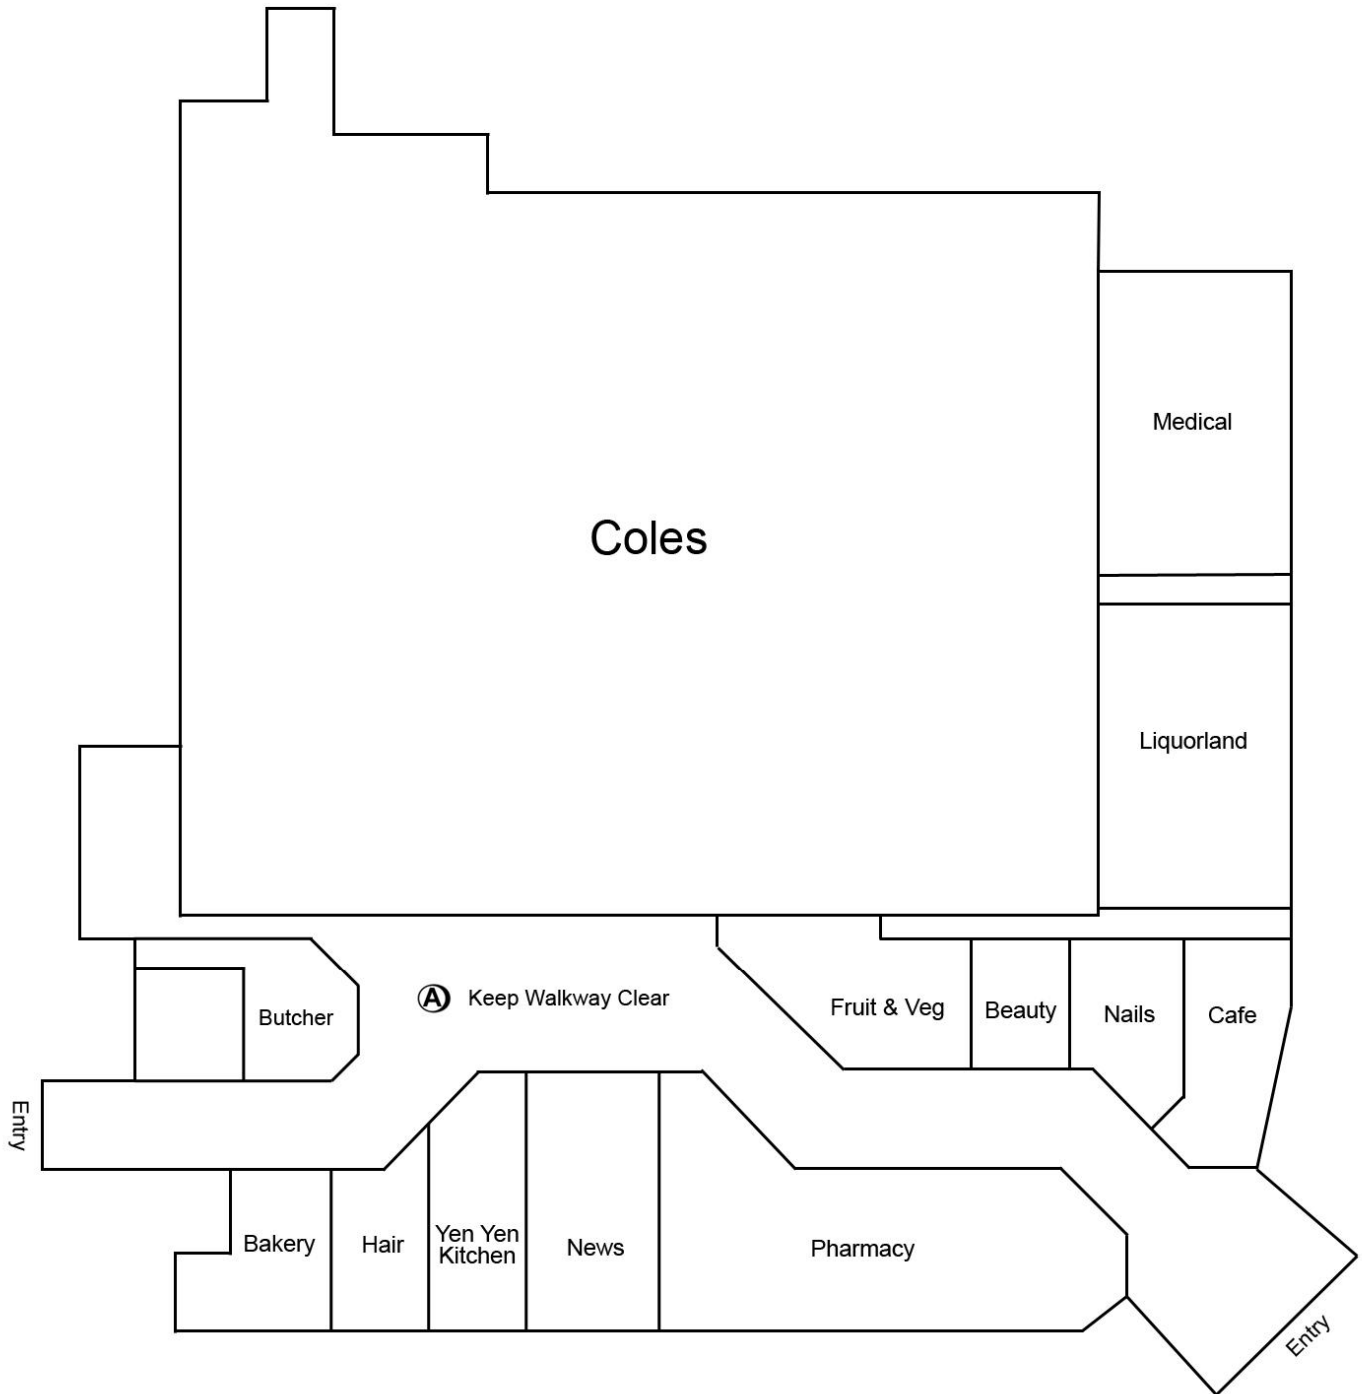 Medical
Coles
Liquorland
A Keep Walkway Clear
Butcher
Fruit & Veg
Beauty
Nails
Cafe
Entry
Bakery
Hair
Yen Yen
Kitchen
News
Pharmacy
Entry